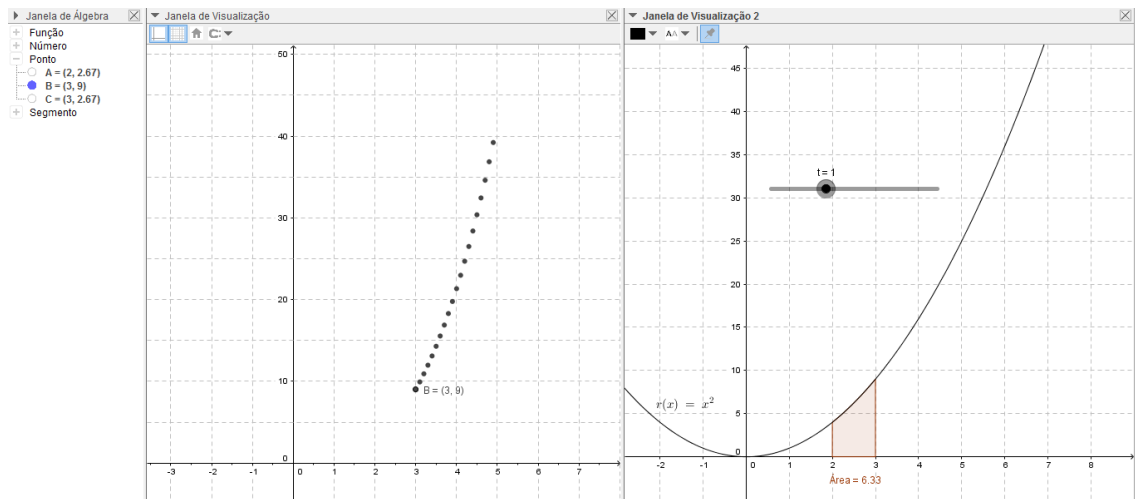 Janela de Álgebra
Função
Número
Ponto
A = (2, 2.67)
B = (3, 9)
C = (3, 2.67)
Segmento
Janela de Visualização
50
40
30
20
10
0
-3 -2 -1 0 1 2 3 4 5 6 7
B = (3, 9)
Janela de Visualização 2
AA
45
40
35
30
25
20
15
10
5
0
-2 -1 0 1 2 3 4 5 6 7 8
t = 1
r(x) = x²
Área = 6.33